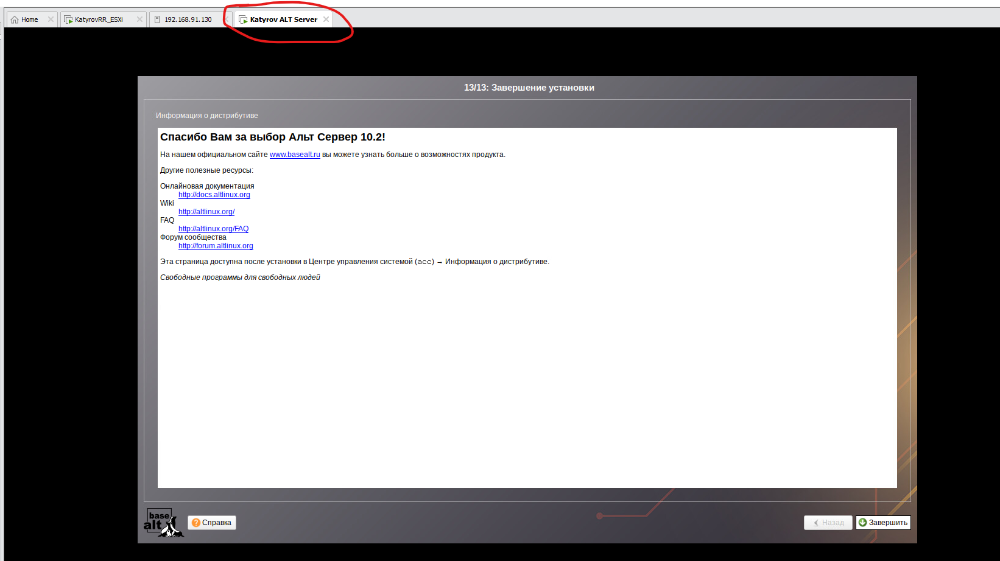 Home
KatyrovRR_ESXi
192.168.91.130
Katyrov ALT Server
13/13: Завершение установки
Информация о дистрибутиве
Спасибо Вам за выбор Альт Сервер 10.2!
На нашем официальном сайте www.basealt.ru вы можете узнать больше о возможностях продукта.
Другие полезные ресурсы:
Онлайновая документация
http://docs.altlinux.org
Wiki
http://altlinux.org/
FAQ
http://altlinux.org/FAQ
Форум сообщества
http://forum.altlinux.org
Эта страница доступна после установки в Центре управления системой (acc) → Информация о дистрибутиве.
Свободные программы для свободных людей
base
alt
Справка
Назад
Завершить